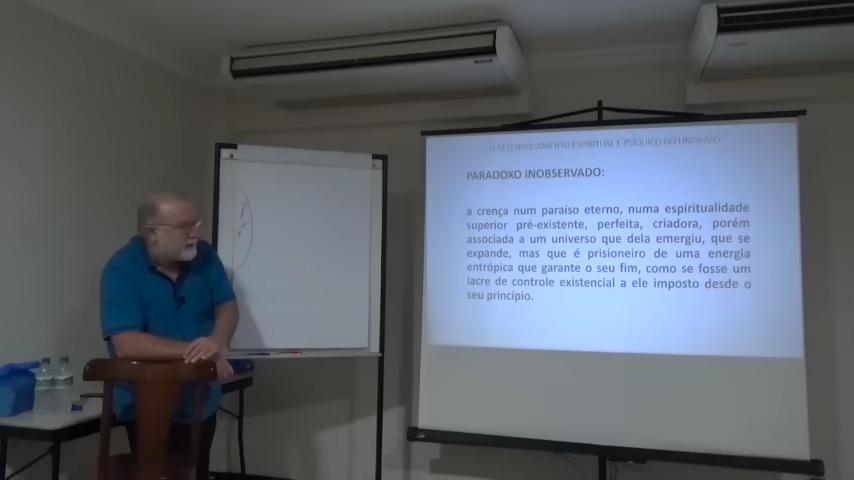 O DESENVOLVIMENTO ESPIRITUAL E PSÍQUICO DO UNIVERSO
PARADOXO INOBSERVADO:
a crença num paraíso eterno, numa espiritualidade
superior pré-existente, perfeita, criadora, porém
associada a um universo que dela emergiu, que se
expande, mas que é prisioneiro de uma energia
entrópica que garante o seu fim, como se fosse um
lacre de controle existencial a ele imposto desde o
seu princípio.